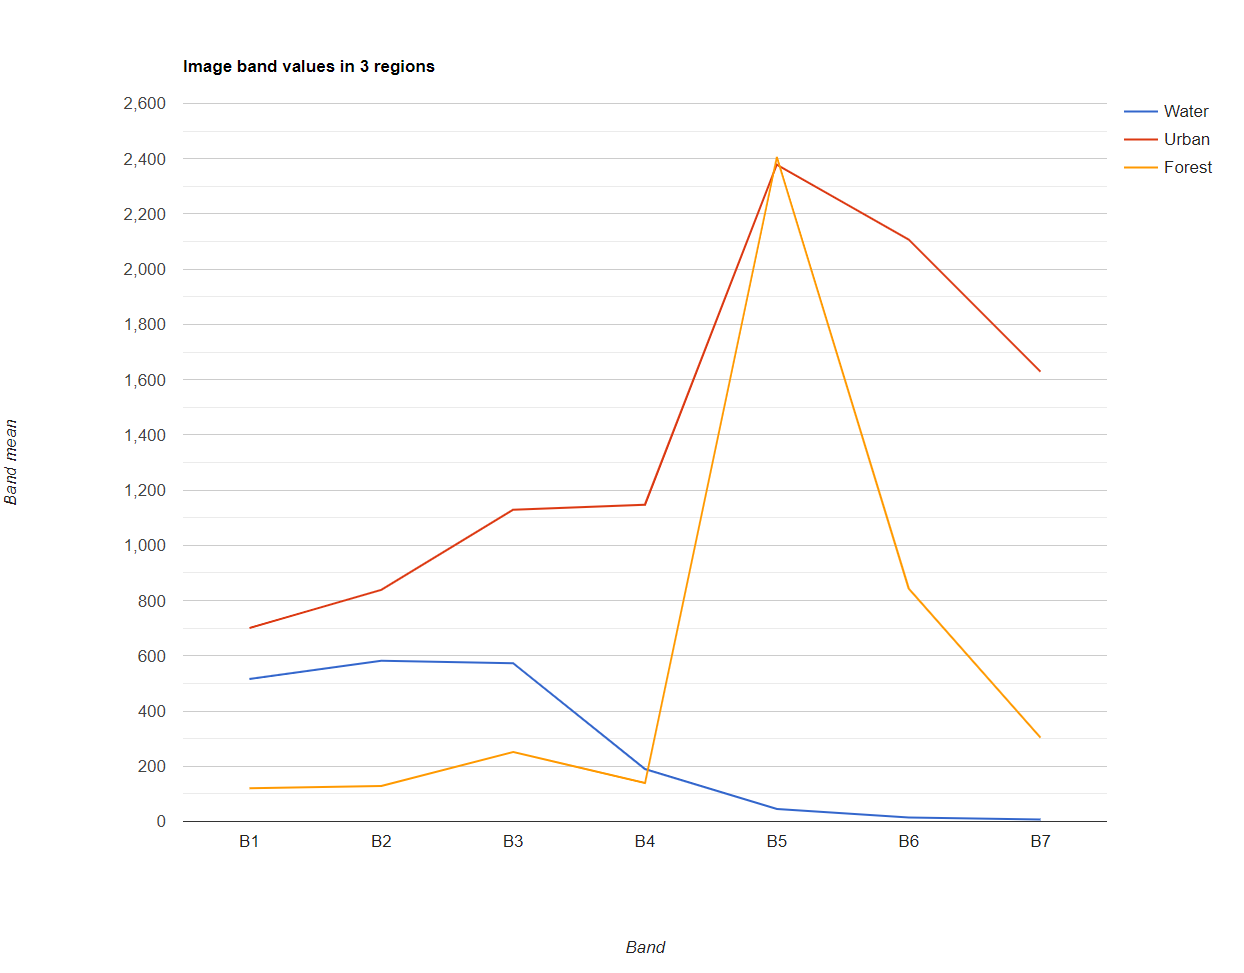 Image band values in 3 regions
2,600
2,400
2,200
2,000
1,800
1,600
1,400
1,200
1,000
800
600
400
200
0
Band mean
B1 B2 B3 B4 B5 B6 B7
Band
Water
Urban
Forest